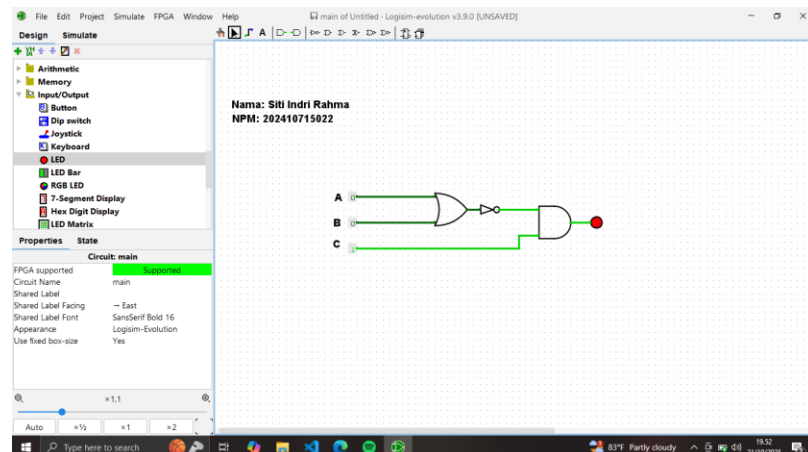 File Edit Project Simulate FPGA Window Help
main of Untitled - Logisim-evolution v3.9.0 [UNSAVED]
Design Simulate
Arithmetic
Memory
Input/Output
Button
Dip switch
Joystick
Keyboard
LED
LED Bar
RGB LED
7-Segment Display
Hex Digit Display
LED Matrix
Properties State
Circuit: main
FPGA supported Supported
Circuit Name main
Shared Label
Shared Label Facing → East
Shared Label Font SansSerif Bold 16
Appearance Logisim-Evolution
Use fixed box-size Yes
×1,1
Auto ×½ ×1 ×2
Nama: Siti Indri Rahma
NPM: 202410715022
A 0
B 0
C 1
Type here to search
83°F Partly cloudy
19.52